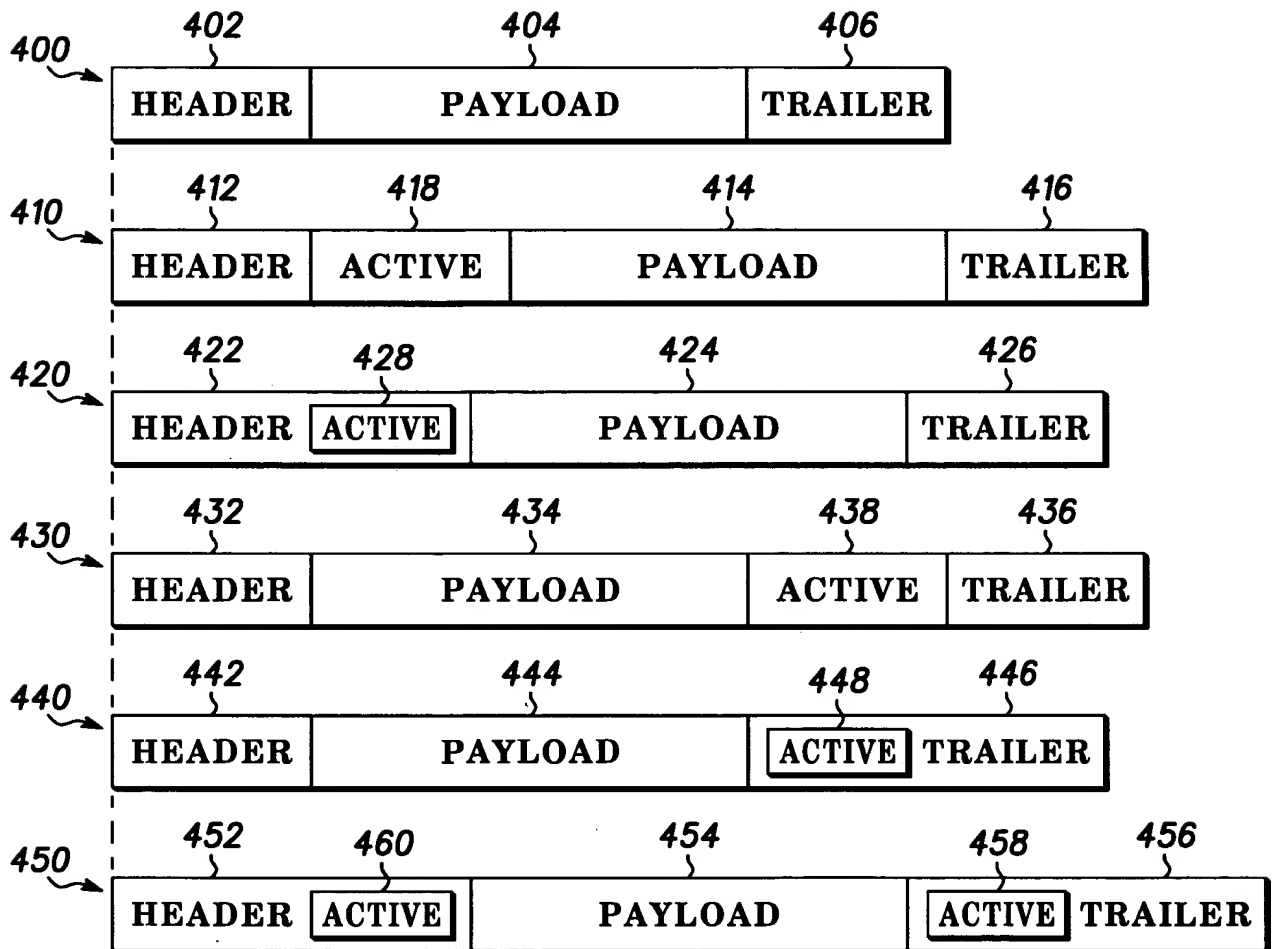 402 404 406
400
HEADER PAYLOAD TRAILER
412 418 414 416
410
HEADER ACTIVE PAYLOAD TRAILER
422 428 424 426
420
HEADER ACTIVE PAYLOAD TRAILER
432 434 438 436
430
HEADER PAYLOAD ACTIVE TRAILER
442 444 448 446
440
HEADER PAYLOAD ACTIVE TRAILER
452 460 454 458 456
450
HEADER ACTIVE PAYLOAD ACTIVE TRAILER